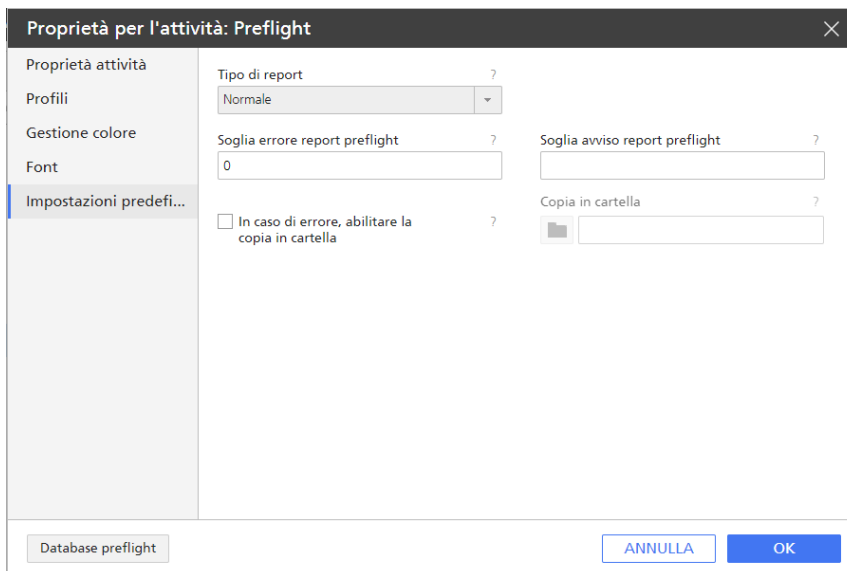 Proprietà per l'attività: Preflight
Proprietà attività
Profili
Gestione colore
Font
Impostazioni predefi...
Tipo di report ?
Normale
Soglia errore report preflight ?
0
Soglia avviso report preflight ?
In caso di errore, abilitare la ?
copia in cartella
Copia in cartella ?
Database preflight
ANNULLA
OK